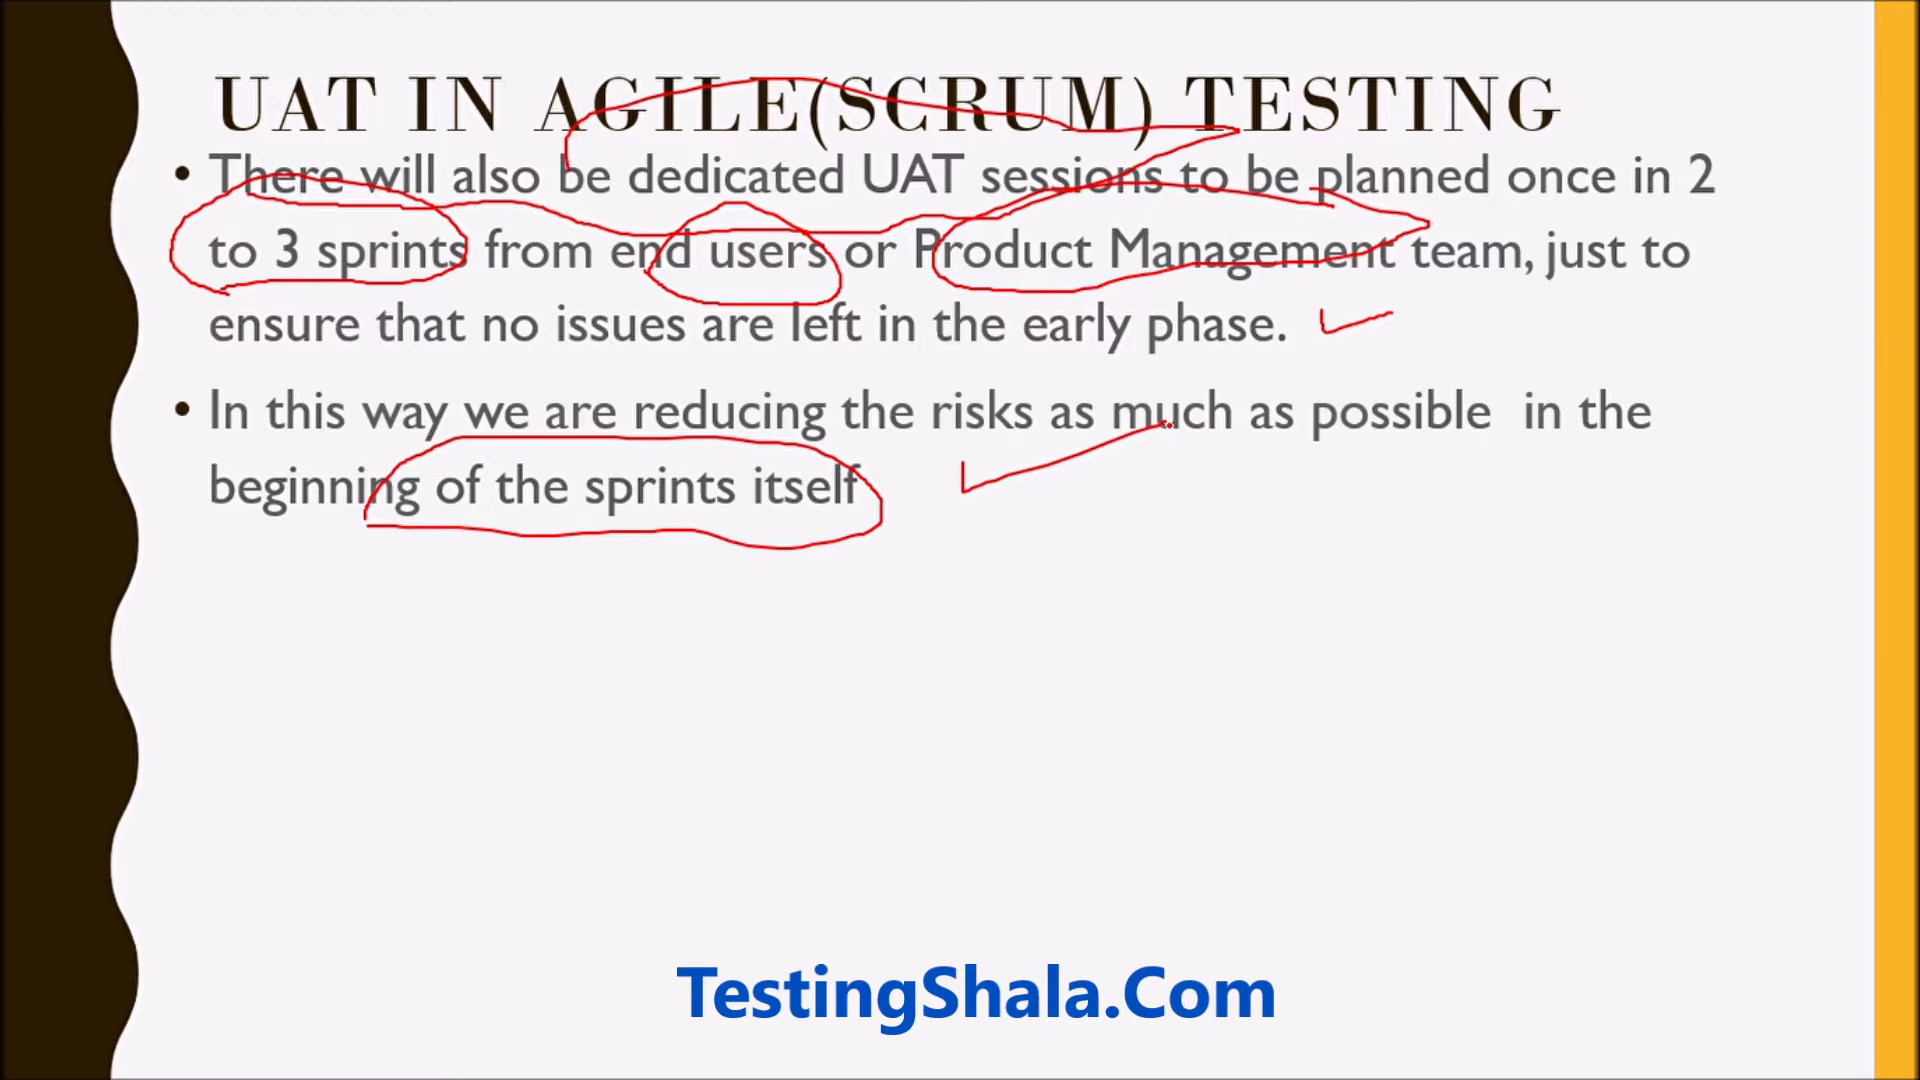 UAT IN AGILE(SCRUM) TESTING
• There will also be dedicated UAT sessions to be planned once in 2
to 3 sprints from end users or Product Management team, just to
ensure that no issues are left in the early phase.
• In this way we are reducing the risks as much as possible  in the
beginning of the sprints itself
TestingShala.Com